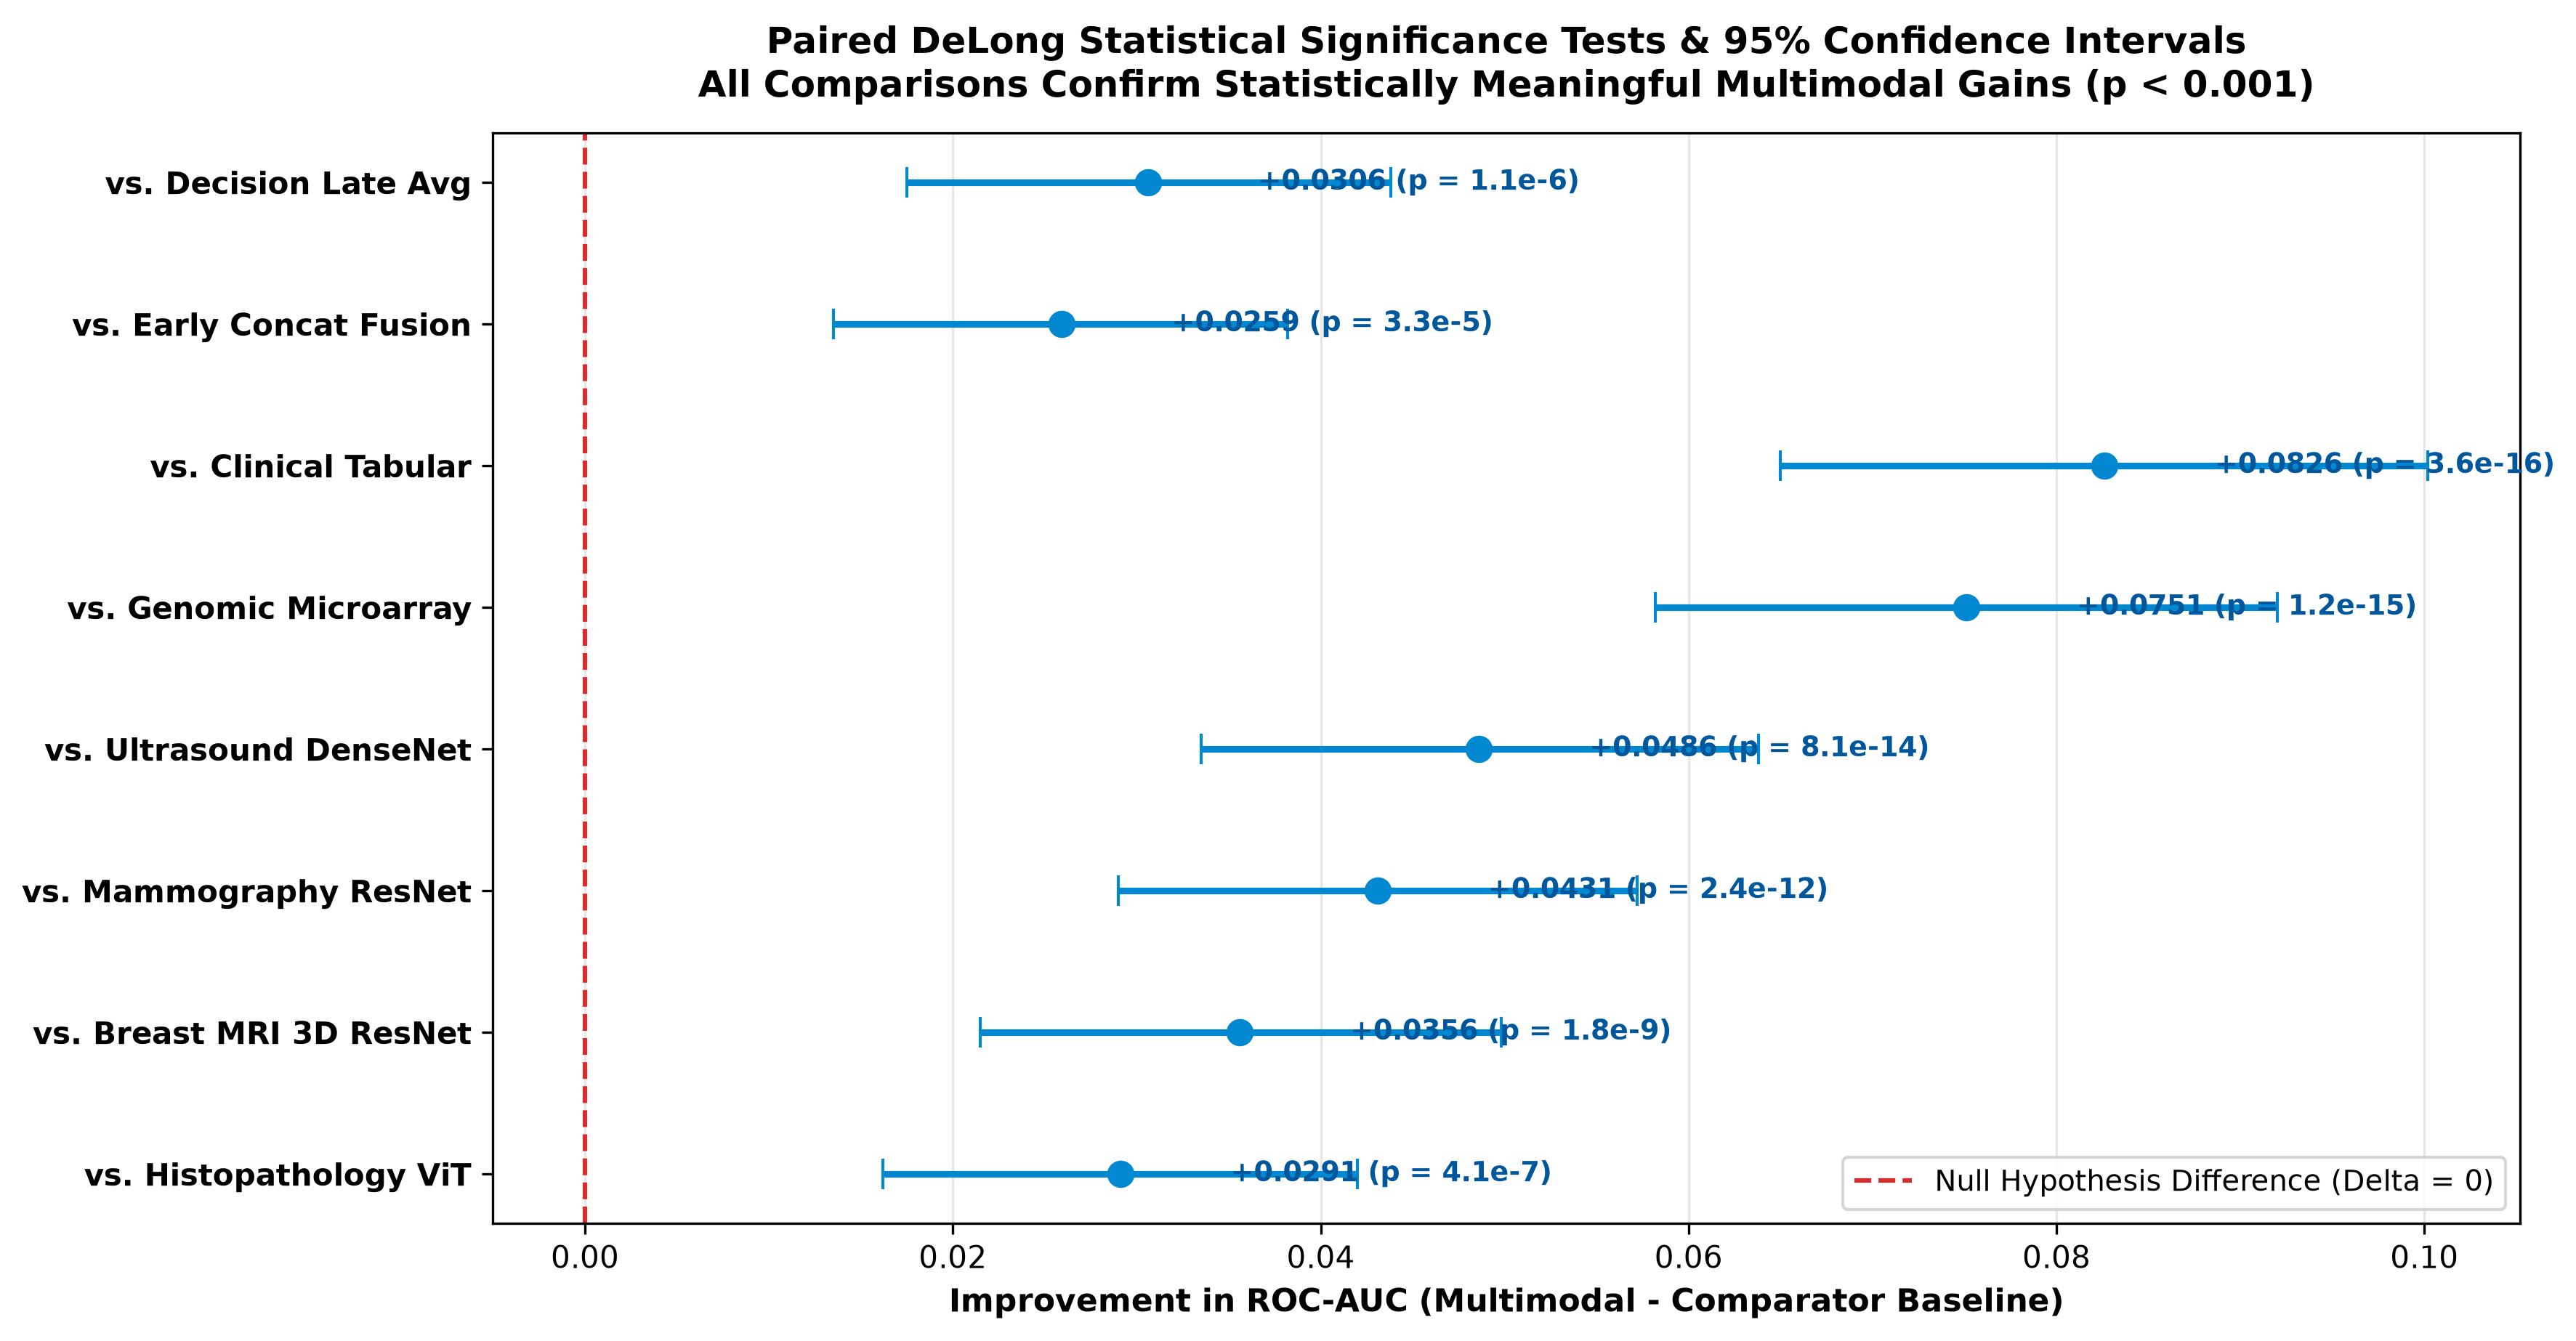 Paired DeLong Statistical Significance Tests & 95% Confidence Intervals
All Comparisons Confirm Statistically Meaningful Multimodal Gains (p < 0.001)
vs. Decision Late Avg
+0.0306 (p = 1.1e-6)
vs. Early Concat Fusion
+0.0259 (p = 3.3e-5)
vs. Clinical Tabular
+0.0826 (p = 3.6e-16)
vs. Genomic Microarray
+0.0751 (p = 1.2e-15)
vs. Ultrasound DenseNet
+0.0486 (p = 8.1e-14)
vs. Mammography ResNet
+0.0431 (p = 2.4e-12)
vs. Breast MRI 3D ResNet
+0.0356 (p = 1.8e-9)
vs. Histopathology ViT
+0.0291 (p = 4.1e-7)
Null Hypothesis Difference (Delta = 0)
0.00 0.02 0.04 0.06 0.08 0.10
Improvement in ROC-AUC (Multimodal - Comparator Baseline)